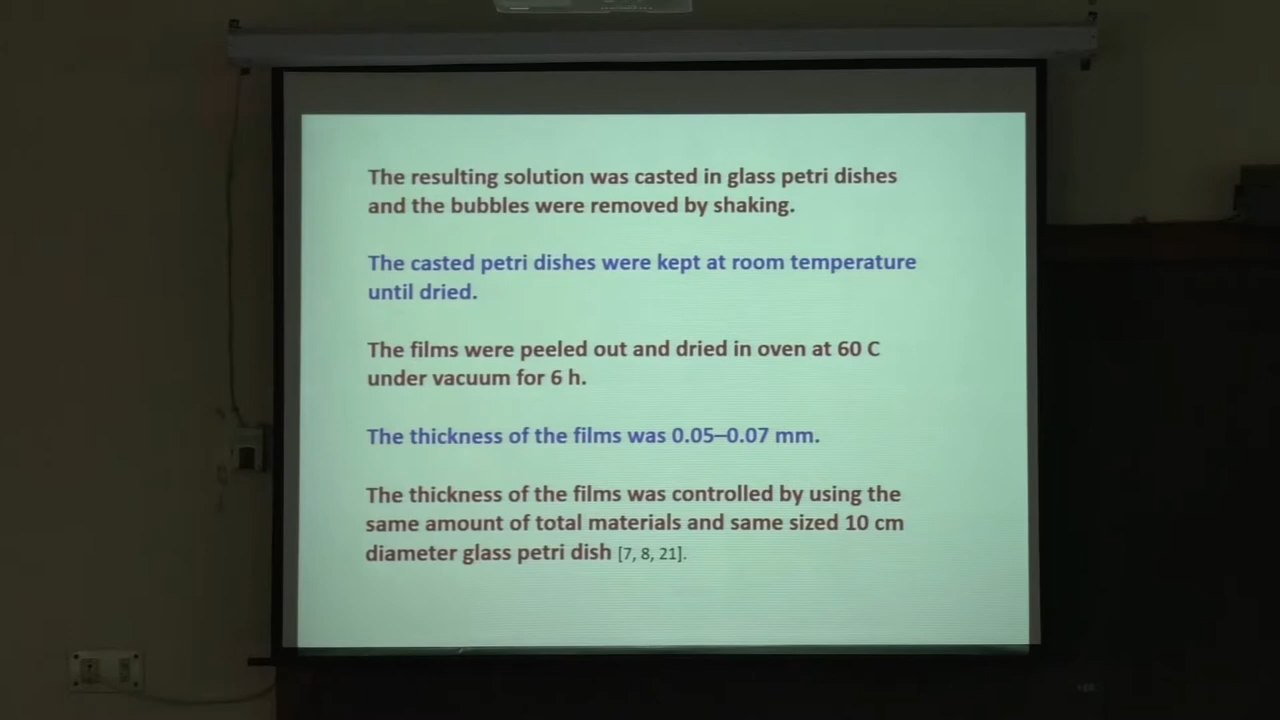 The resulting solution was casted in glass petri dishes
and the bubbles were removed by shaking.
The casted petri dishes were kept at room temperature
until dried.
The films were peeled out and dried in oven at 60 C
under vacuum for 6 h.
The thickness of the films was 0.05–0.07 mm.
The thickness of the films was controlled by using the
same amount of total materials and same sized 10 cm
diameter glass petri dish [7, 8, 21].